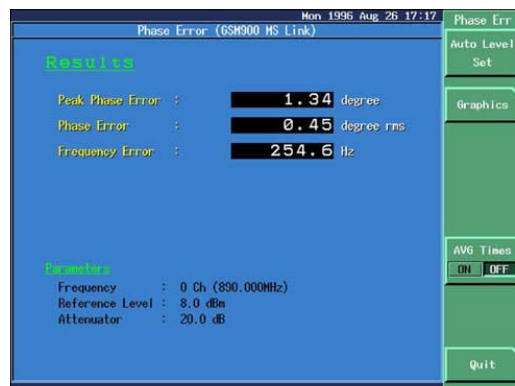 Mon 1996 Aug 26 17:17
Phase Error (GSM900 MS Link)
Results
Peak Phase Error : 1.34 degree
Phase Error : 0.45 degree rms
Frequency Error : 254.6 Hz
Parameters
Frequency : 0 Ch (890.000MHz)
Reference Level : 8.0 dBm
Attenuator : 20.0 dB
Phase Err
Auto Level
Set
Graphics
AVG Times
ON OFF
Quit